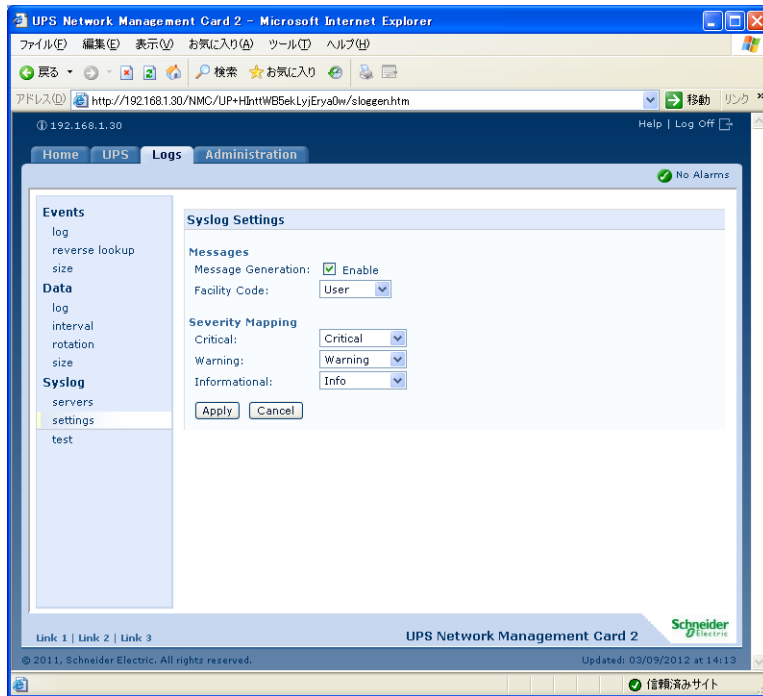 UPS Network Management Card 2 - Microsoft Internet Explorer
ファイル(F) 編集(E) 表示(V) お気に入り(A) ツール(T) ヘルプ(H)
戻る 検索 お気に入り
アドレス(D) http://192.168.1.30/NMC/UP+HInttWB5ekLyjErya0w/sloggen.htm 移動 リンク »
192.168.1.30 Help | Log Off
Home UPS Logs Administration
No Alarms
Events
log
reverse lookup
size
Data
log
interval
rotation
size
Syslog
servers
settings
test
Syslog Settings
Messages
Message Generation: Enable
Facility Code: User
Severity Mapping
Critical: Critical
Warning: Warning
Informational: Info
Apply Cancel
Link 1 | Link 2 | Link 3
UPS Network Management Card 2
Schneider
Electric
© 2011, Schneider Electric. All rights reserved.
Updated: 03/09/2012 at 14:13
信頼済みサイト